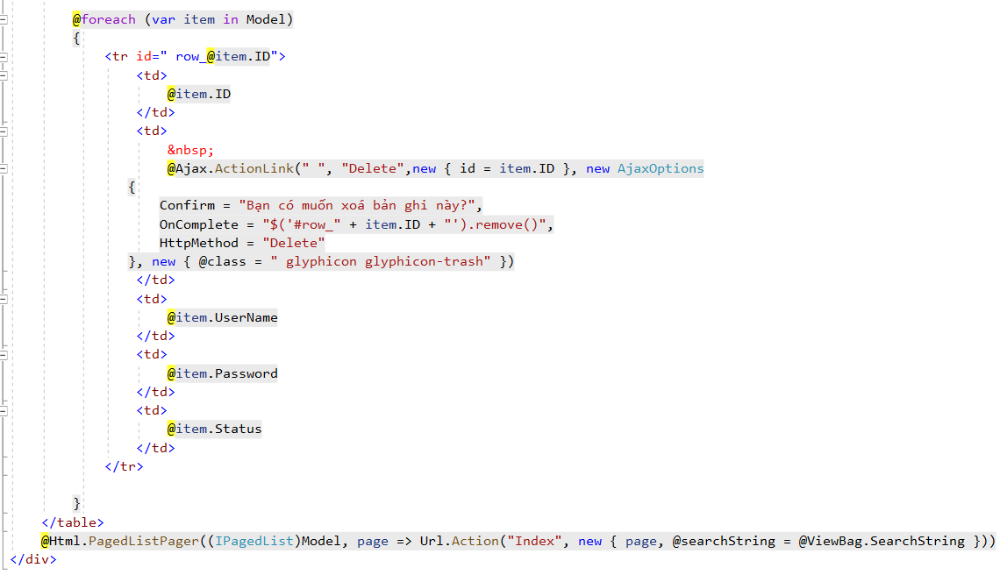 @foreach (var item in Model)
{
<tr id=" row_@item.ID">
<td>
@item.ID
</td>
<td>
&nbsp;
@Ajax.ActionLink(" ", "Delete",new { id = item.ID }, new AjaxOptions
{
Confirm = "Bạn có muốn xoá bản ghi này?",
OnComplete = "$('#row_" + item.ID + "').remove()",
HttpMethod = "Delete"
}, new { @class = " glyphicon glyphicon-trash" })
</td>
<td>
@item.UserName
</td>
<td>
@item.Password
</td>
<td>
@item.Status
</td>
</tr>
}
</table>
@Html.PagedListPager((IPagedList)Model, page => Url.Action("Index", new { page, @searchString = @ViewBag.SearchString }))
</div>